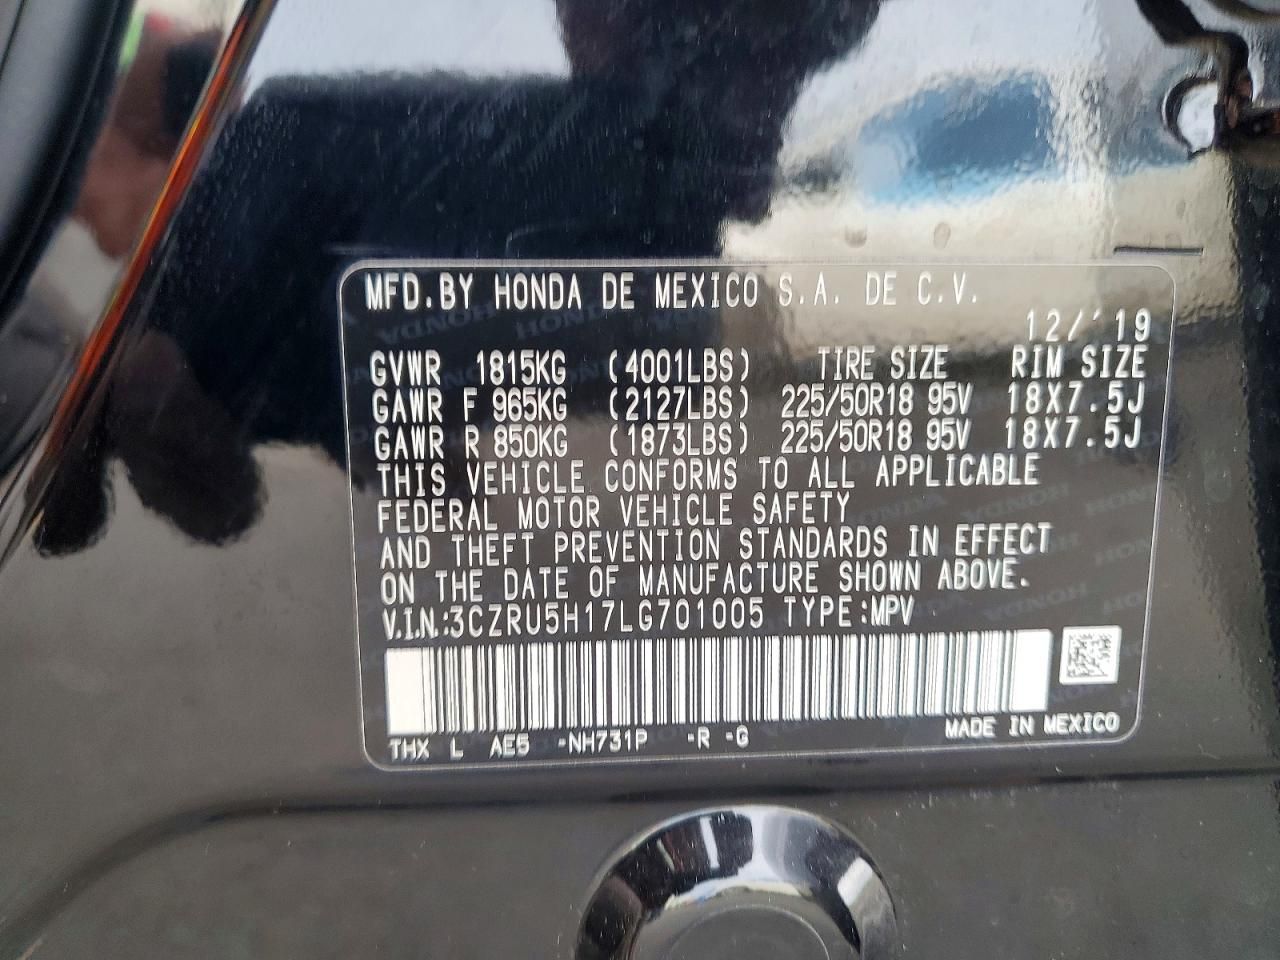 MFD.BY HONDA DE MEXICO S.A. DE C.V.
12/'19
GVWR 1815KG (4001LBS) TIRE SIZE RIM SIZE
GAWR F 965KG (2127LBS) 225/50R18 95V 18X7.5J
GAWR R 850KG (1873LBS) 225/50R18 95V 18X7.5J
THIS VEHICLE CONFORMS TO ALL APPLICABLE
FEDERAL MOTOR VEHICLE SAFETY
AND THEFT PREVENTION STANDARDS IN EFFECT
ON THE DATE OF MANUFACTURE SHOWN ABOVE.
V.I.N.:3CZRU5H17LG701005 TYPE:MPV
MADE IN MEXICO
THX L AE5 -NH731P -R -G